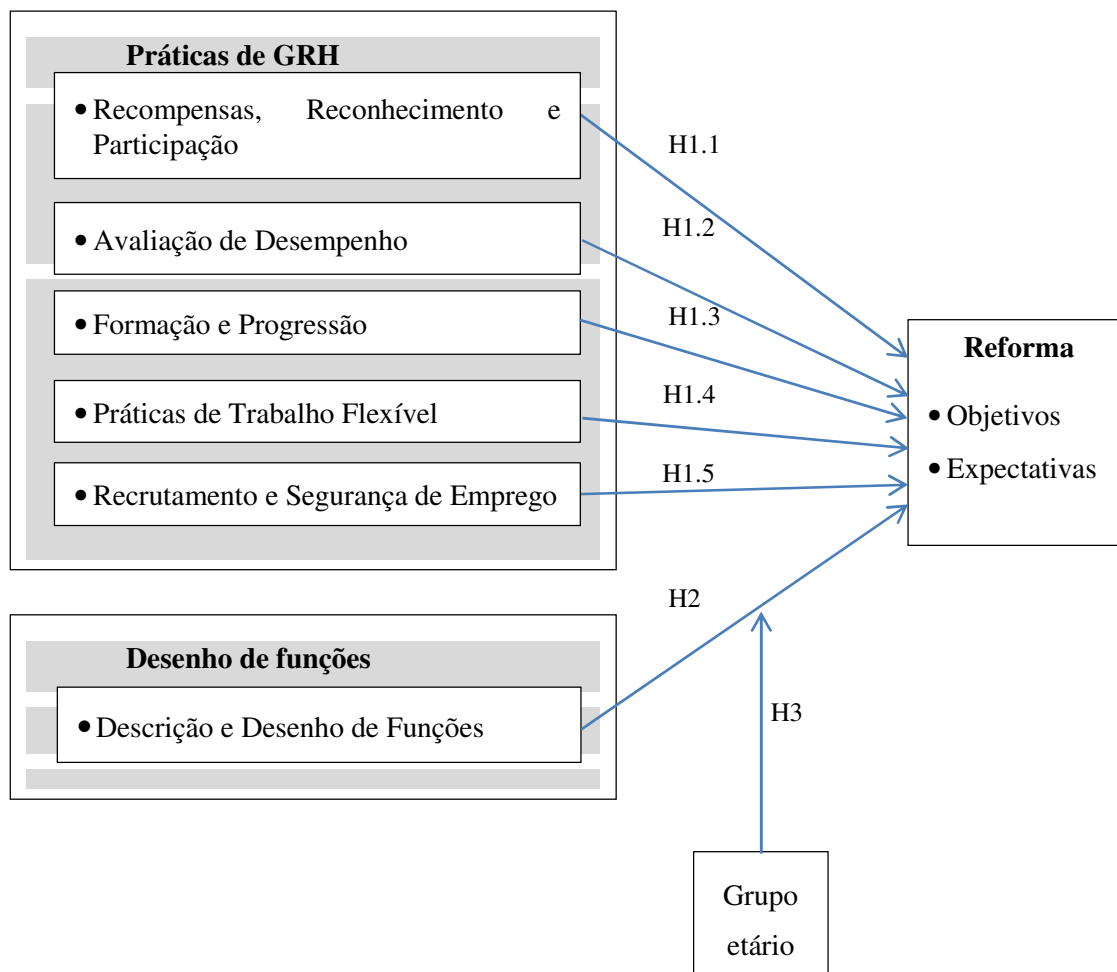 Práticas de GRH
• Recompensas, Reconhecimento e
Participação
• Avaliação de Desempenho
• Formação e Progressão
• Práticas de Trabalho Flexível
• Recrutamento e Segurança de Emprego
H1.1
H1.2
H1.3
H1.4
H1.5
Reforma
• Objetivos
• Expectativas
H2
Desenho de funções
• Descrição e Desenho de Funções
H3
Grupo
etário